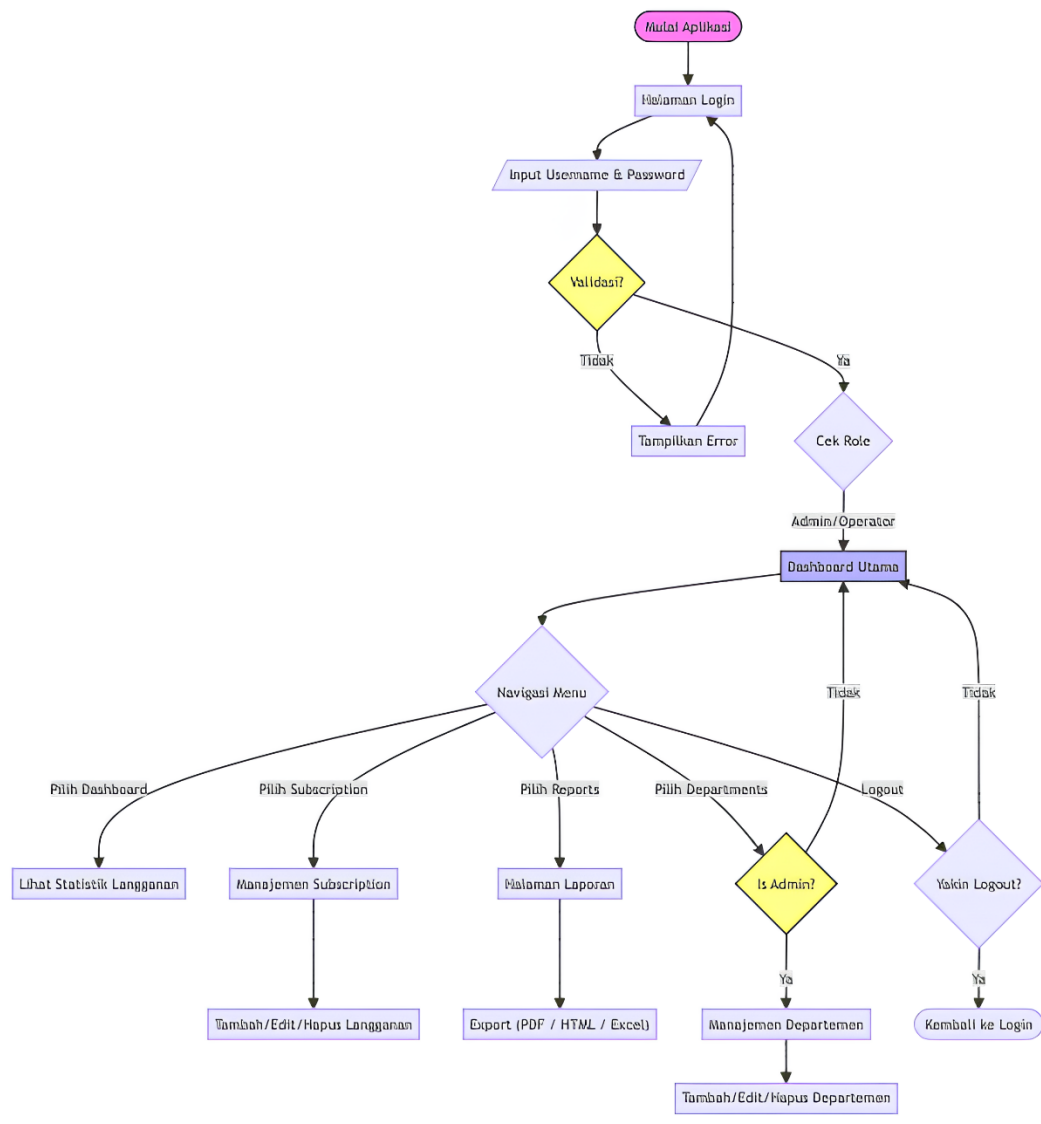 Mulai Aplikasi
Halaman Login
Input Username & Password
Validasi?
Tidak
Ya
Tampilkan Error
Cek Role
Admin/Operator
Dashboard Utama
Navigasi Menu
Tidak
Tidak
Pilih Dashboard
Pilih Subscription
Pilih Reports
Pilih Departments
Logout
Lihat Statistik Langganan
Manajemen Subscription
Halaman Laporan
Is Admin?
Yakin Logout?
Ya
Ya
Tambah/Edit/Hapus Langganan
Export (PDF / HTML / Excel)
Manajemen Departemen
Kembali ke Login
Tambah/Edit/Hapus Departemen